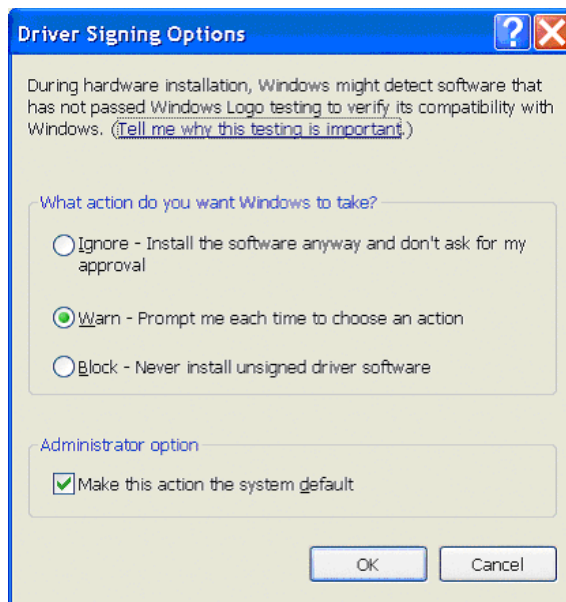 Driver Signing Options
During hardware installation, Windows might detect software that
has not passed Windows Logo testing to verify its compatibility with
Windows. (Tell me why this testing is important.)
What action do you want Windows to take?
Ignore - Install the software anyway and don't ask for my
approval
Warn - Prompt me each time to choose an action
Block - Never install unsigned driver software
Administrator option
Make this action the system default
OK Cancel